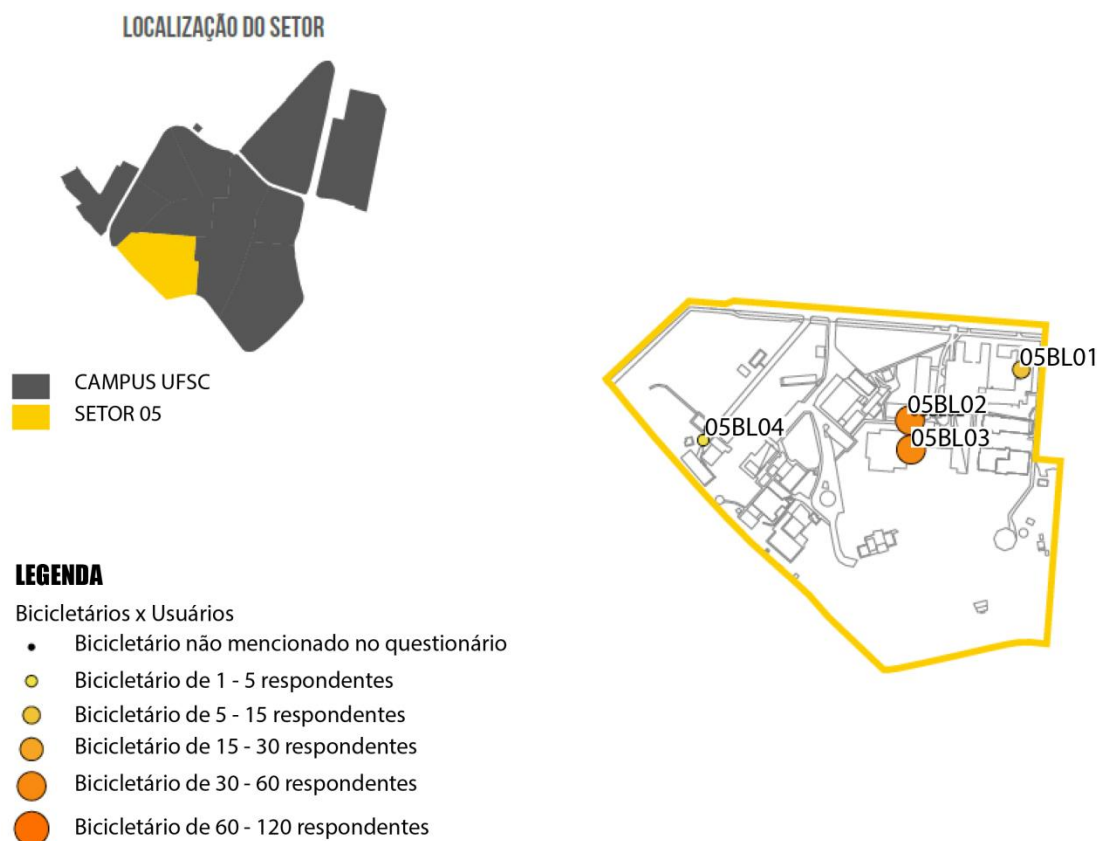 LOCALIZAÇÃO DO SETOR
CAMPUS UFSC
SETOR 05
05BL01
05BL02
05BL03
05BL04
LEGENDA
Bicicletários x Usuários
Bicicletário não mencionado no questionário
Bicicletário de 1 - 5 respondentes
Bicicletário de 5 - 15 respondentes
Bicicletário de 15 - 30 respondentes
Bicicletário de 30 - 60 respondentes
Bicicletário de 60 - 120 respondentes